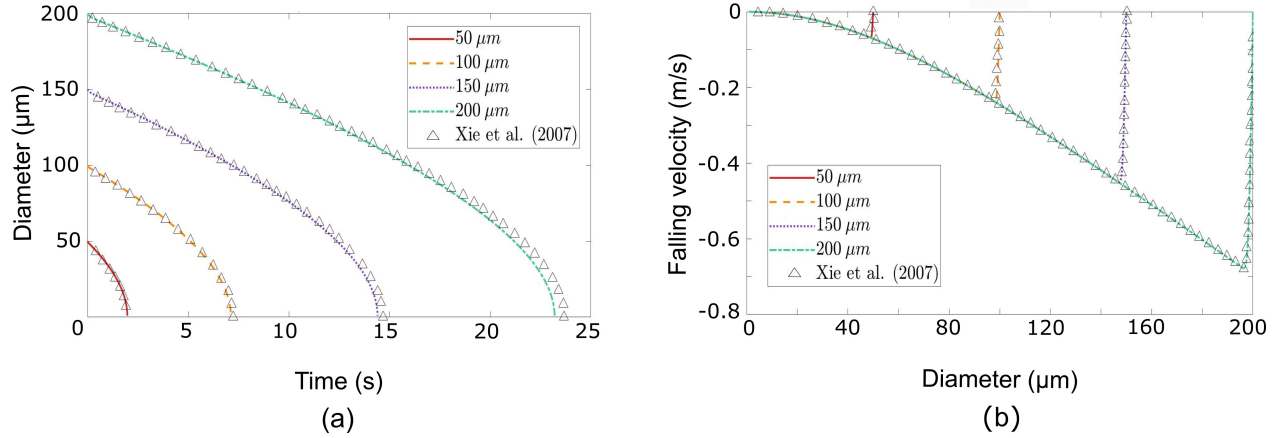 200
150
100
50
0
Diameter (μm)
50 μm
100 μm
150 μm
200 μm
Xie et al. (2007)
0
5
10
15
20
25
Time (s)
(a)
0
-0.2
-0.4
-0.6
-0.8
Falling velocity (m/s)
50 μm
100 μm
150 μm
200 μm
Xie et al. (2007)
0
40
80
120
160
200
Diameter (μm)
(b)